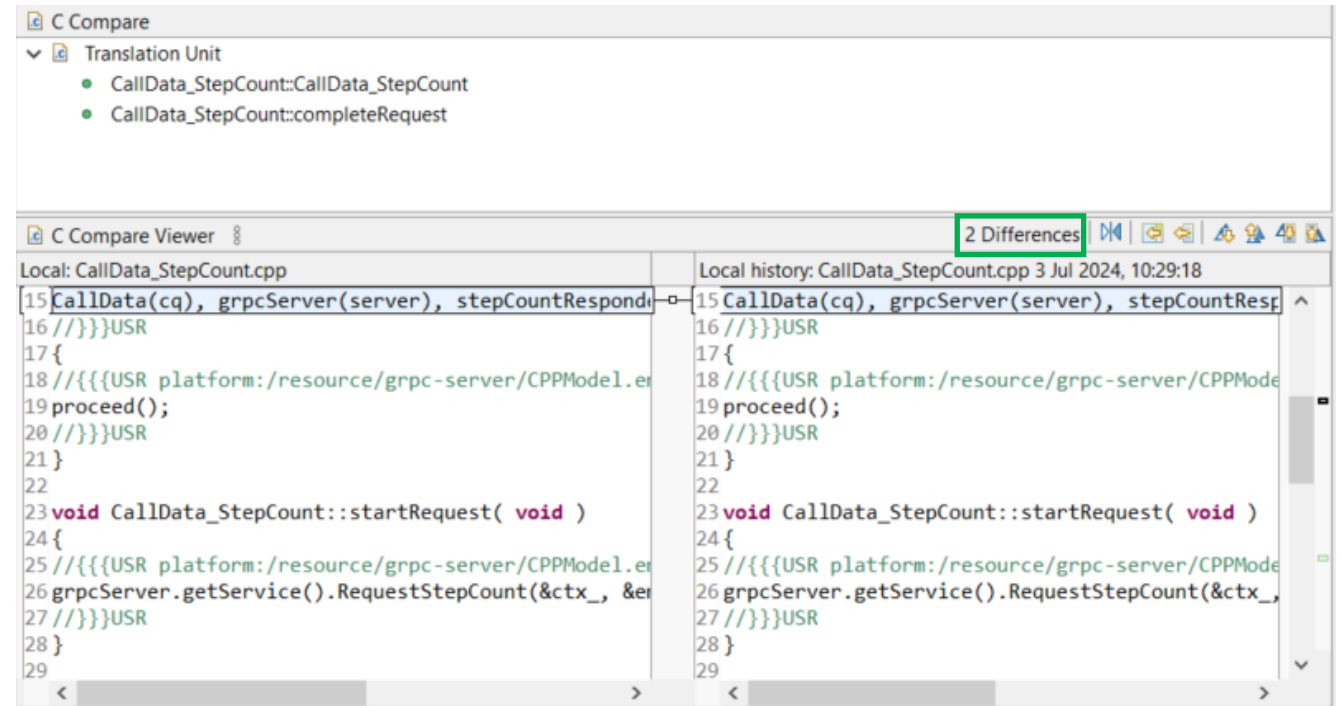 C Compare
Translation Unit
CallData_StepCount::CallData_StepCount
CallData_StepCount::completeRequest
C Compare Viewer
2 Differences
Local: CallData_StepCount.cpp
15 CallData(cq), grpcServer(server), stepCountResponde
16 //}}}USR
17 {
18 //{{{USR platform:/resource/grpc-server/CPPModel.em
19 proceed();
20 //}}}USR
21 }
22
23 void CallData_StepCount::startRequest( void )
24 {
25 //{{{USR platform:/resource/grpc-server/CPPModel.em
26 grpcServer.getService().RequestStepCount(&ctx_, &er
27 //}}}USR
28 }
29
Local history: CallData_StepCount.cpp 3 Jul 2024, 10:29:18
15 CallData(cq), grpcServer(server), stepCountResp
16 //}}}USR
17 {
18 //{{{USR platform:/resource/grpc-server/CPPMode
19 proceed();
20 //}}}USR
21 }
22
23 void CallData_StepCount::startRequest( void )
24 {
25 //{{{USR platform:/resource/grpc-server/CPPMode
26 grpcServer.getService().RequestStepCount(&ctx_,
27 //}}}USR
28 }
29